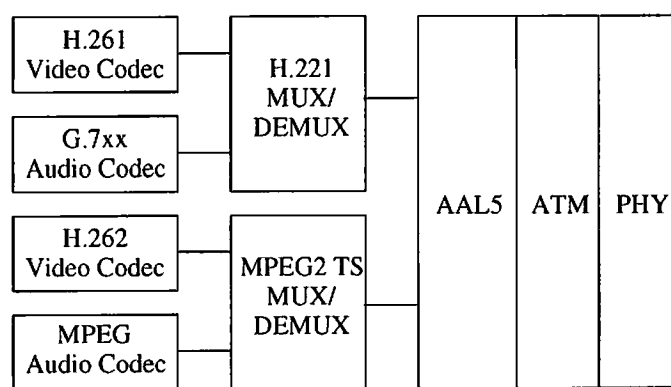 H.261
Video Codec
G.7xx
Audio Codec
H.262
Video Codec
MPEG
Audio Codec
H.221
MUX/
DEMUX
MPEG2 TS
MUX/
DEMUX
AAL5
ATM
PHY